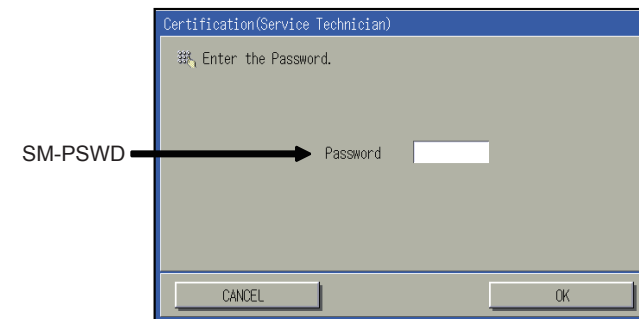 Certification(Service Technician)
Enter the Password.
SM-PSWD
Password
CANCEL
OK